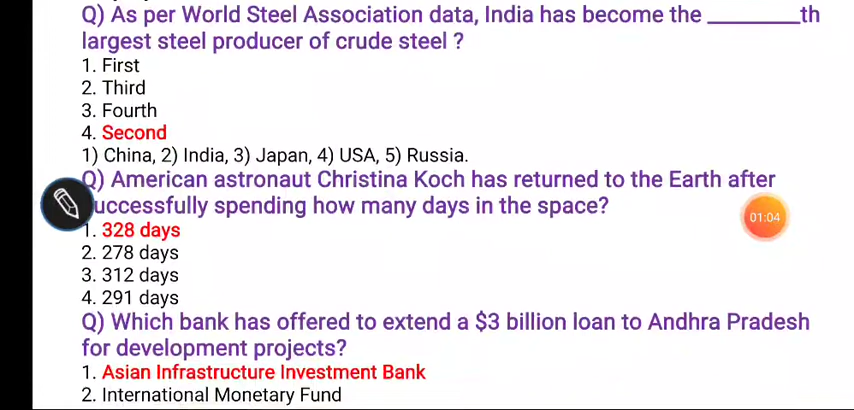 Q) As per World Steel Association data, India has become the ________th
largest steel producer of crude steel ?
1. First
2. Third
3. Fourth
4. Second
1) China, 2) India, 3) Japan, 4) USA, 5) Russia.
Q) American astronaut Christina Koch has returned to the Earth after
uccessfully spending how many days in the space?
01:04
1. 328 days
2. 278 days
3. 312 days
4. 291 days
Q) Which bank has offered to extend a $3 billion loan to Andhra Pradesh
for development projects?
1. Asian Infrastructure Investment Bank
2. International Monetary Fund